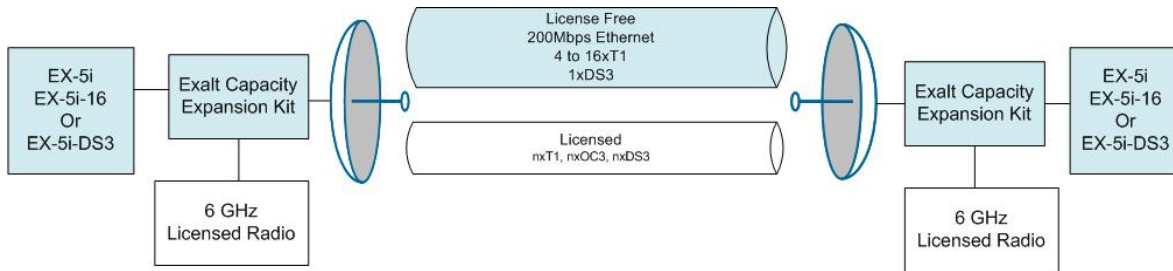 EX-5i
EX-5i-16
Or
EX-5i-DS3
Exalt Capacity
Expansion Kit
6 GHz
Licensed Radio
License Free
200Mbps Ethernet
4 to 16xT1
1xDS3
Licensed
nxT1, nxOC3, nxDS3
Exalt Capacity
Expansion Kit
6 GHz
Licensed Radio
EX-5i
EX-5i-16
Or
EX-5i-DS3